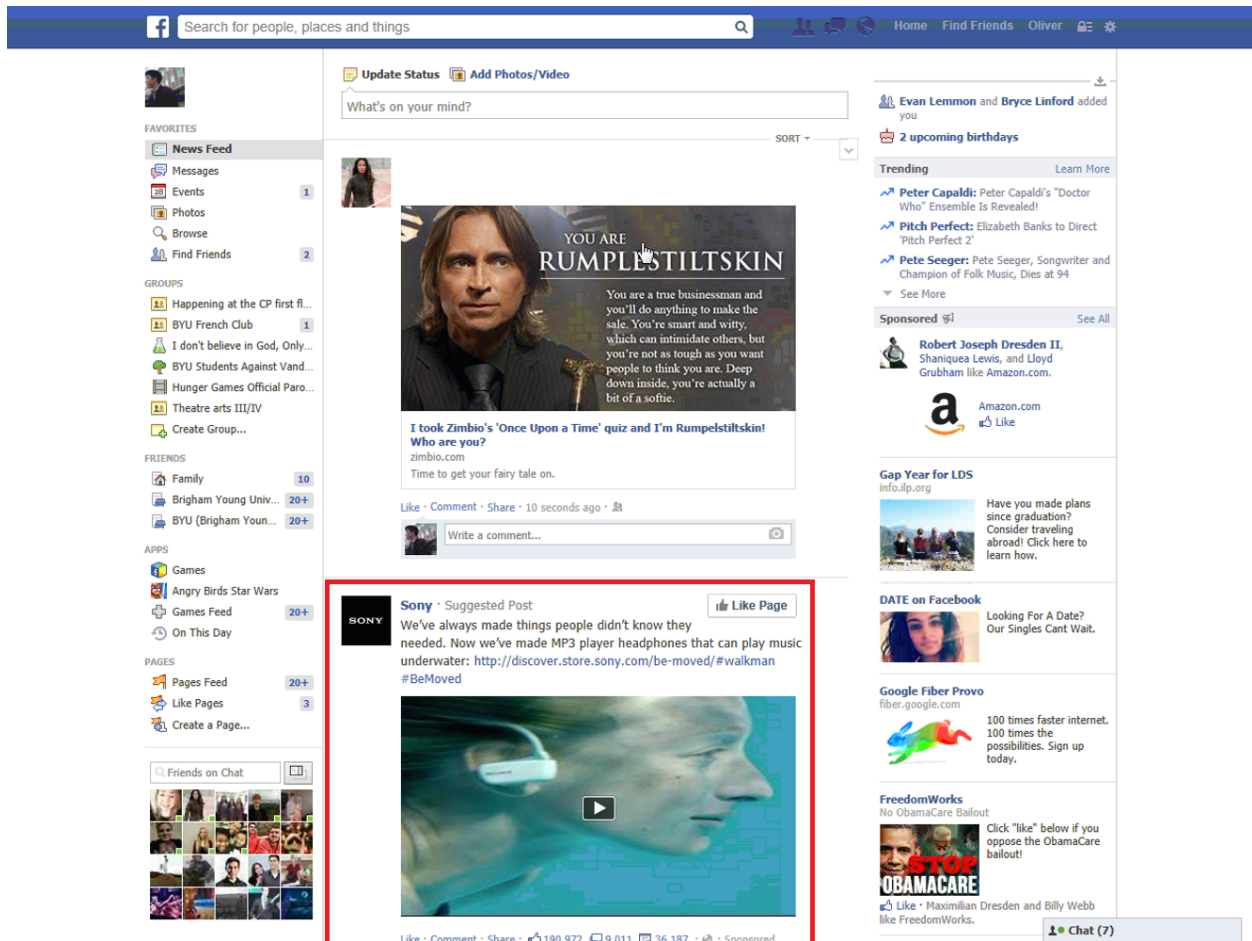 Search for people, places and things
Home Find Friends Oliver
FAVORITES
News Feed
Messages
Events 1
Photos
Browse
Find Friends 2
GROUPS
Happening at the CP first fl...
BYU French Club 1
I don't believe in God, Only...
BYU Students Against Vand...
Hunger Games Official Paro...
Theatre arts III/IV
Create Group...
FRIENDS
Family 10
Brigham Young Univ... 20+
BYU (Brigham Youn... 20+
APPS
Games
Angry Birds Star Wars
Games Feed 20+
On This Day
PAGES
Pages Feed 20+
Like Pages 3
Create a Page...
Friends on Chat
Update Status Add Photos/Video
What's on your mind?
SORT
YOU ARE
RUMPLESTILTSKIN
You are a true businessman and
you'll do anything to make the
sale. You're smart and witty,
which can intimidate others, but
you're not as tough as you want
people to think you are. Deep
down inside, you're actually a
bit of a softie.
I took Zimbio's 'Once Upon a Time' quiz and I'm Rumpelstiltskin!
Who are you?
zimbio.com
Time to get your fairy tale on.
Like · Comment · Share · 10 seconds ago ·
Write a comment...
SONY
Sony · Suggested Post
Like Page
We've always made things people didn't know they
needed. Now we've made MP3 player headphones that can play music
underwater: http://discover.store.sony.com/be-moved/#walkman
#BeMoved
Like · Comment · Share · 190,972 9,011 36,187 · Sponsored
Evan Lemmon and Bryce Linford added
you
2 upcoming birthdays
Trending Learn More
Peter Capaldi: Peter Capaldi's "Doctor
Who" Ensemble Is Revealed!
Pitch Perfect: Elizabeth Banks to Direct
'Pitch Perfect 2'
Pete Seeger: Pete Seeger, Songwriter and
Champion of Folk Music, Dies at 94
See More
Sponsored See All
Robert Joseph Dresden II,
Shaniquea Lewis, and Lloyd
Grubham like Amazon.com.
a
Amazon.com
Like
Gap Year for LDS
info.ilp.org
Have you made plans
since graduation?
Consider traveling
abroad! Click here to
learn how.
DATE on Facebook
Looking For A Date?
Our Singles Cant Wait.
Google Fiber Provo
fiber.google.com
100 times faster internet.
100 times the
possibilities. Sign up
today.
FreedomWorks
No ObamaCare Bailout
STOP
OBAMACARE
Click "like" below if you
oppose the ObamaCare
bailout!
Like · Maximilian Dresden and Billy Webb
like FreedomWorks.
Chat (7)